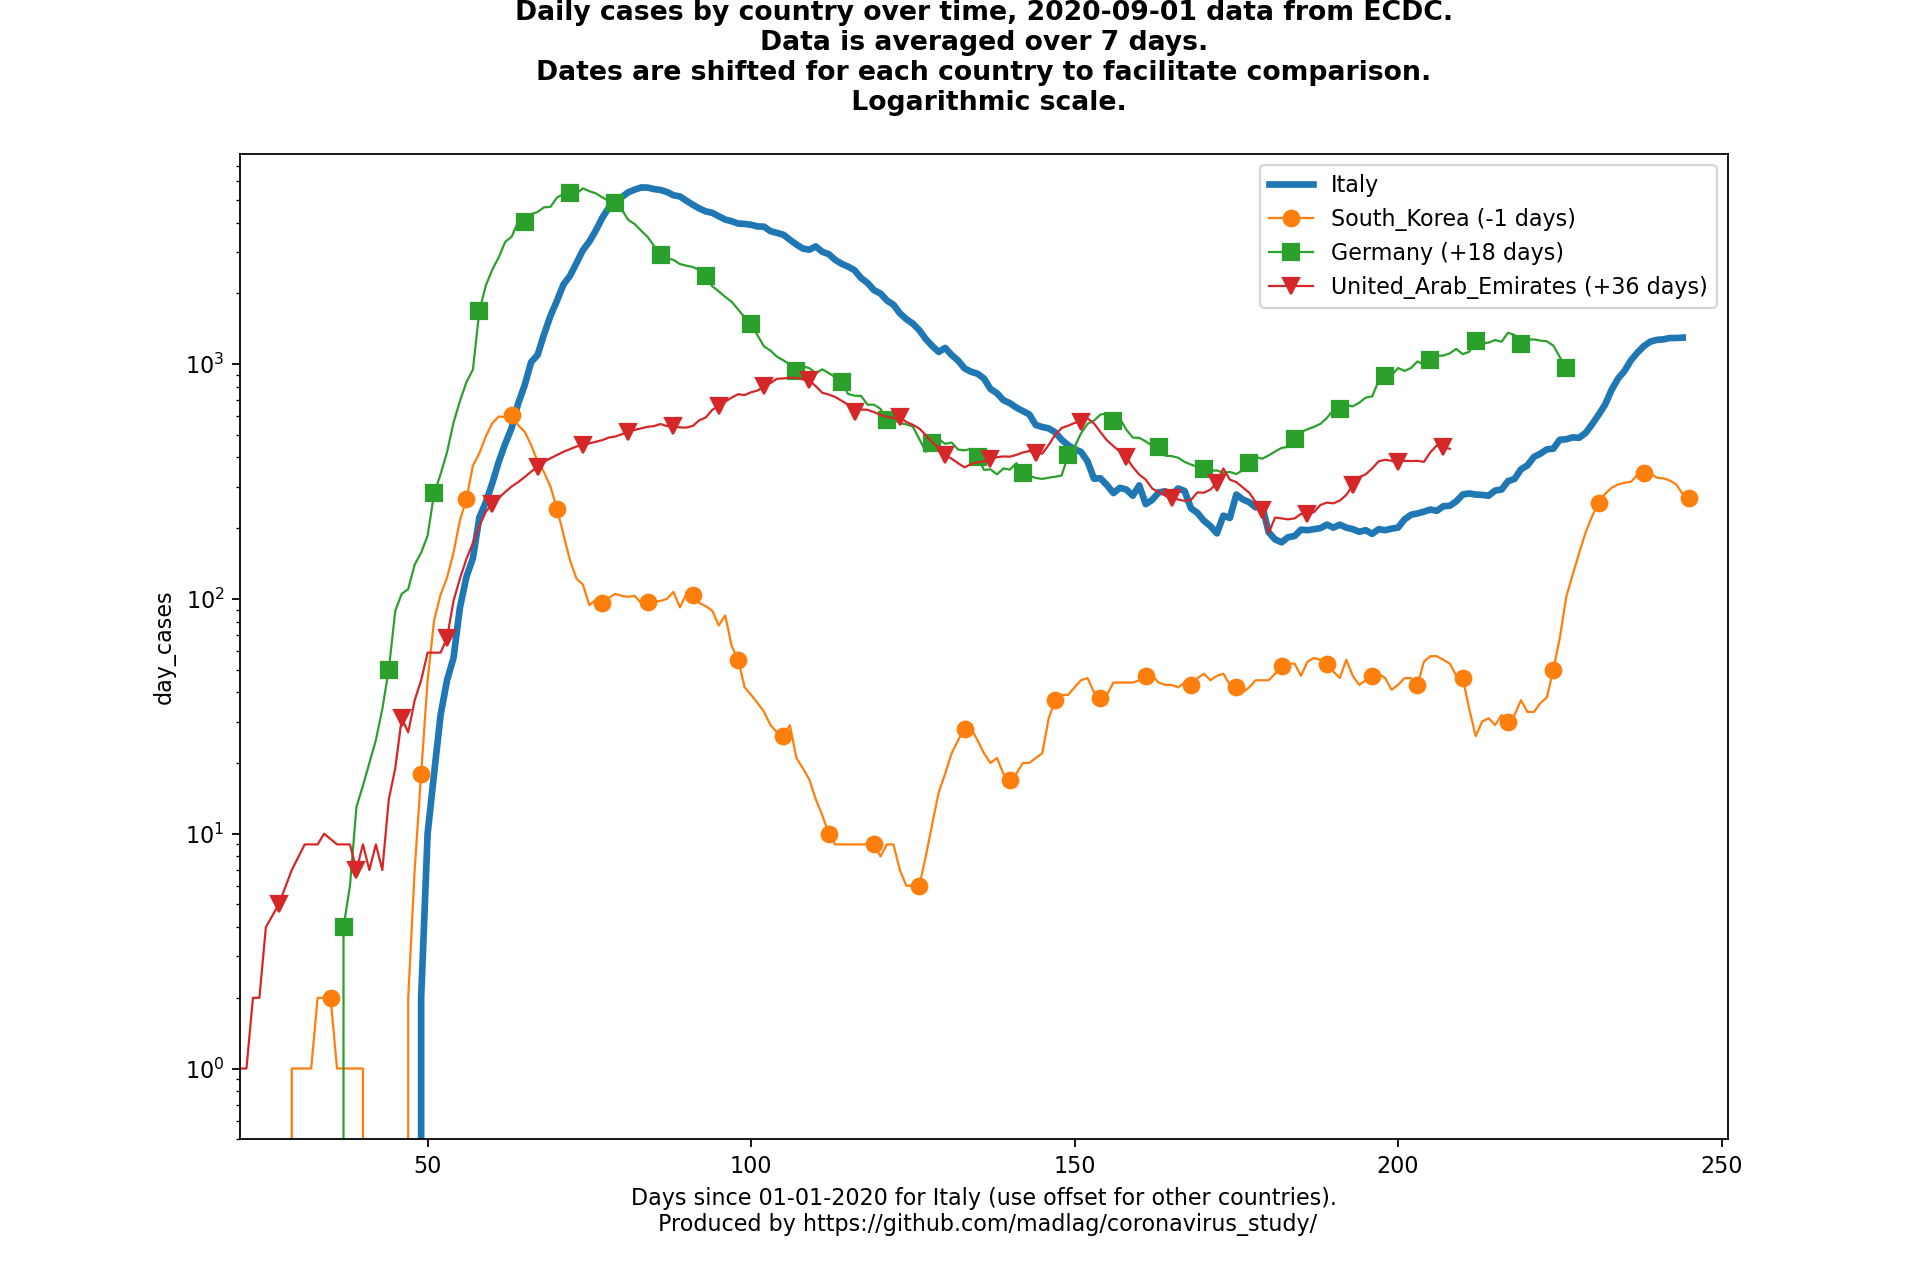 Daily cases by country over time, 2020-09-01 data from ECDC.
Data is averaged over 7 days.
Dates are shifted for each country to facilitate comparison.
Logarithmic scale.
Italy
South_Korea (-1 days)
Germany (+18 days)
United_Arab_Emirates (+36 days)
10³
10²
10¹
10⁰
day_cases
50 100 150 200 250
Days since 01-01-2020 for Italy (use offset for other countries).
Produced by https://github.com/madlag/coronavirus_study/